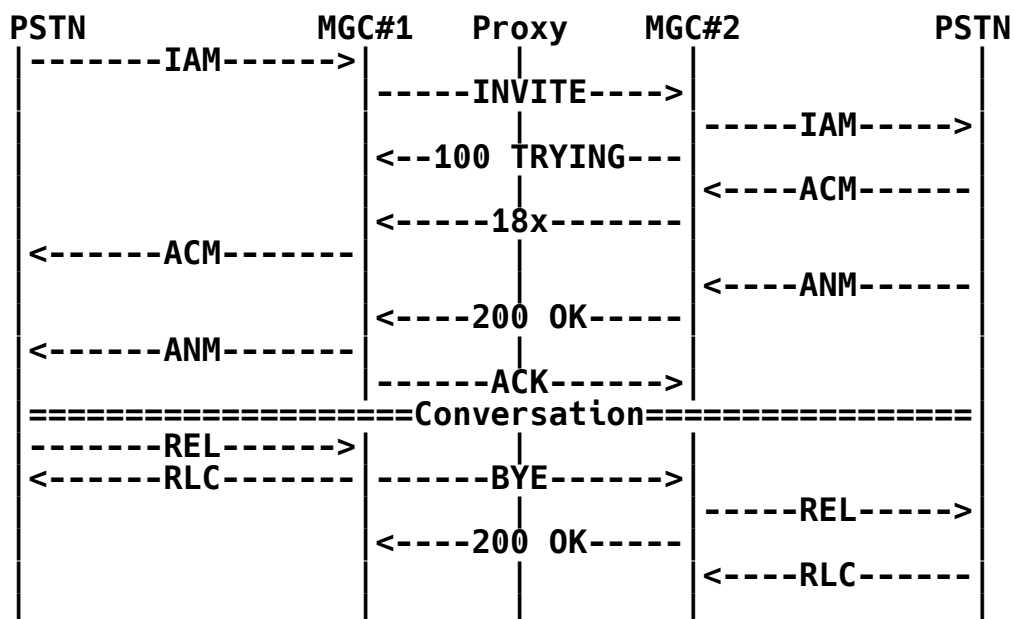 PSTN MGC#1 Proxy MGC#2 PSTN
|-------IAM------>| | | |
| |-----INVITE---->| |
| | | |-----IAM----->|
| |<--100 TRYING---| |
| | | |<----ACM------|
| |<-----18x-------| |
|<------ACM-------| | | |
| | | |<----ANM------|
| |<----200 OK-----| |
|<------ANM-------| | | |
| |------ACK------>| |
|====================Conversation=================|
|-------REL------>| | | |
|<------RLC-------|------BYE------>| |
| | | |-----REL----->|
| |<----200 OK-----| |
| | | |<----RLC------|
| | | | |